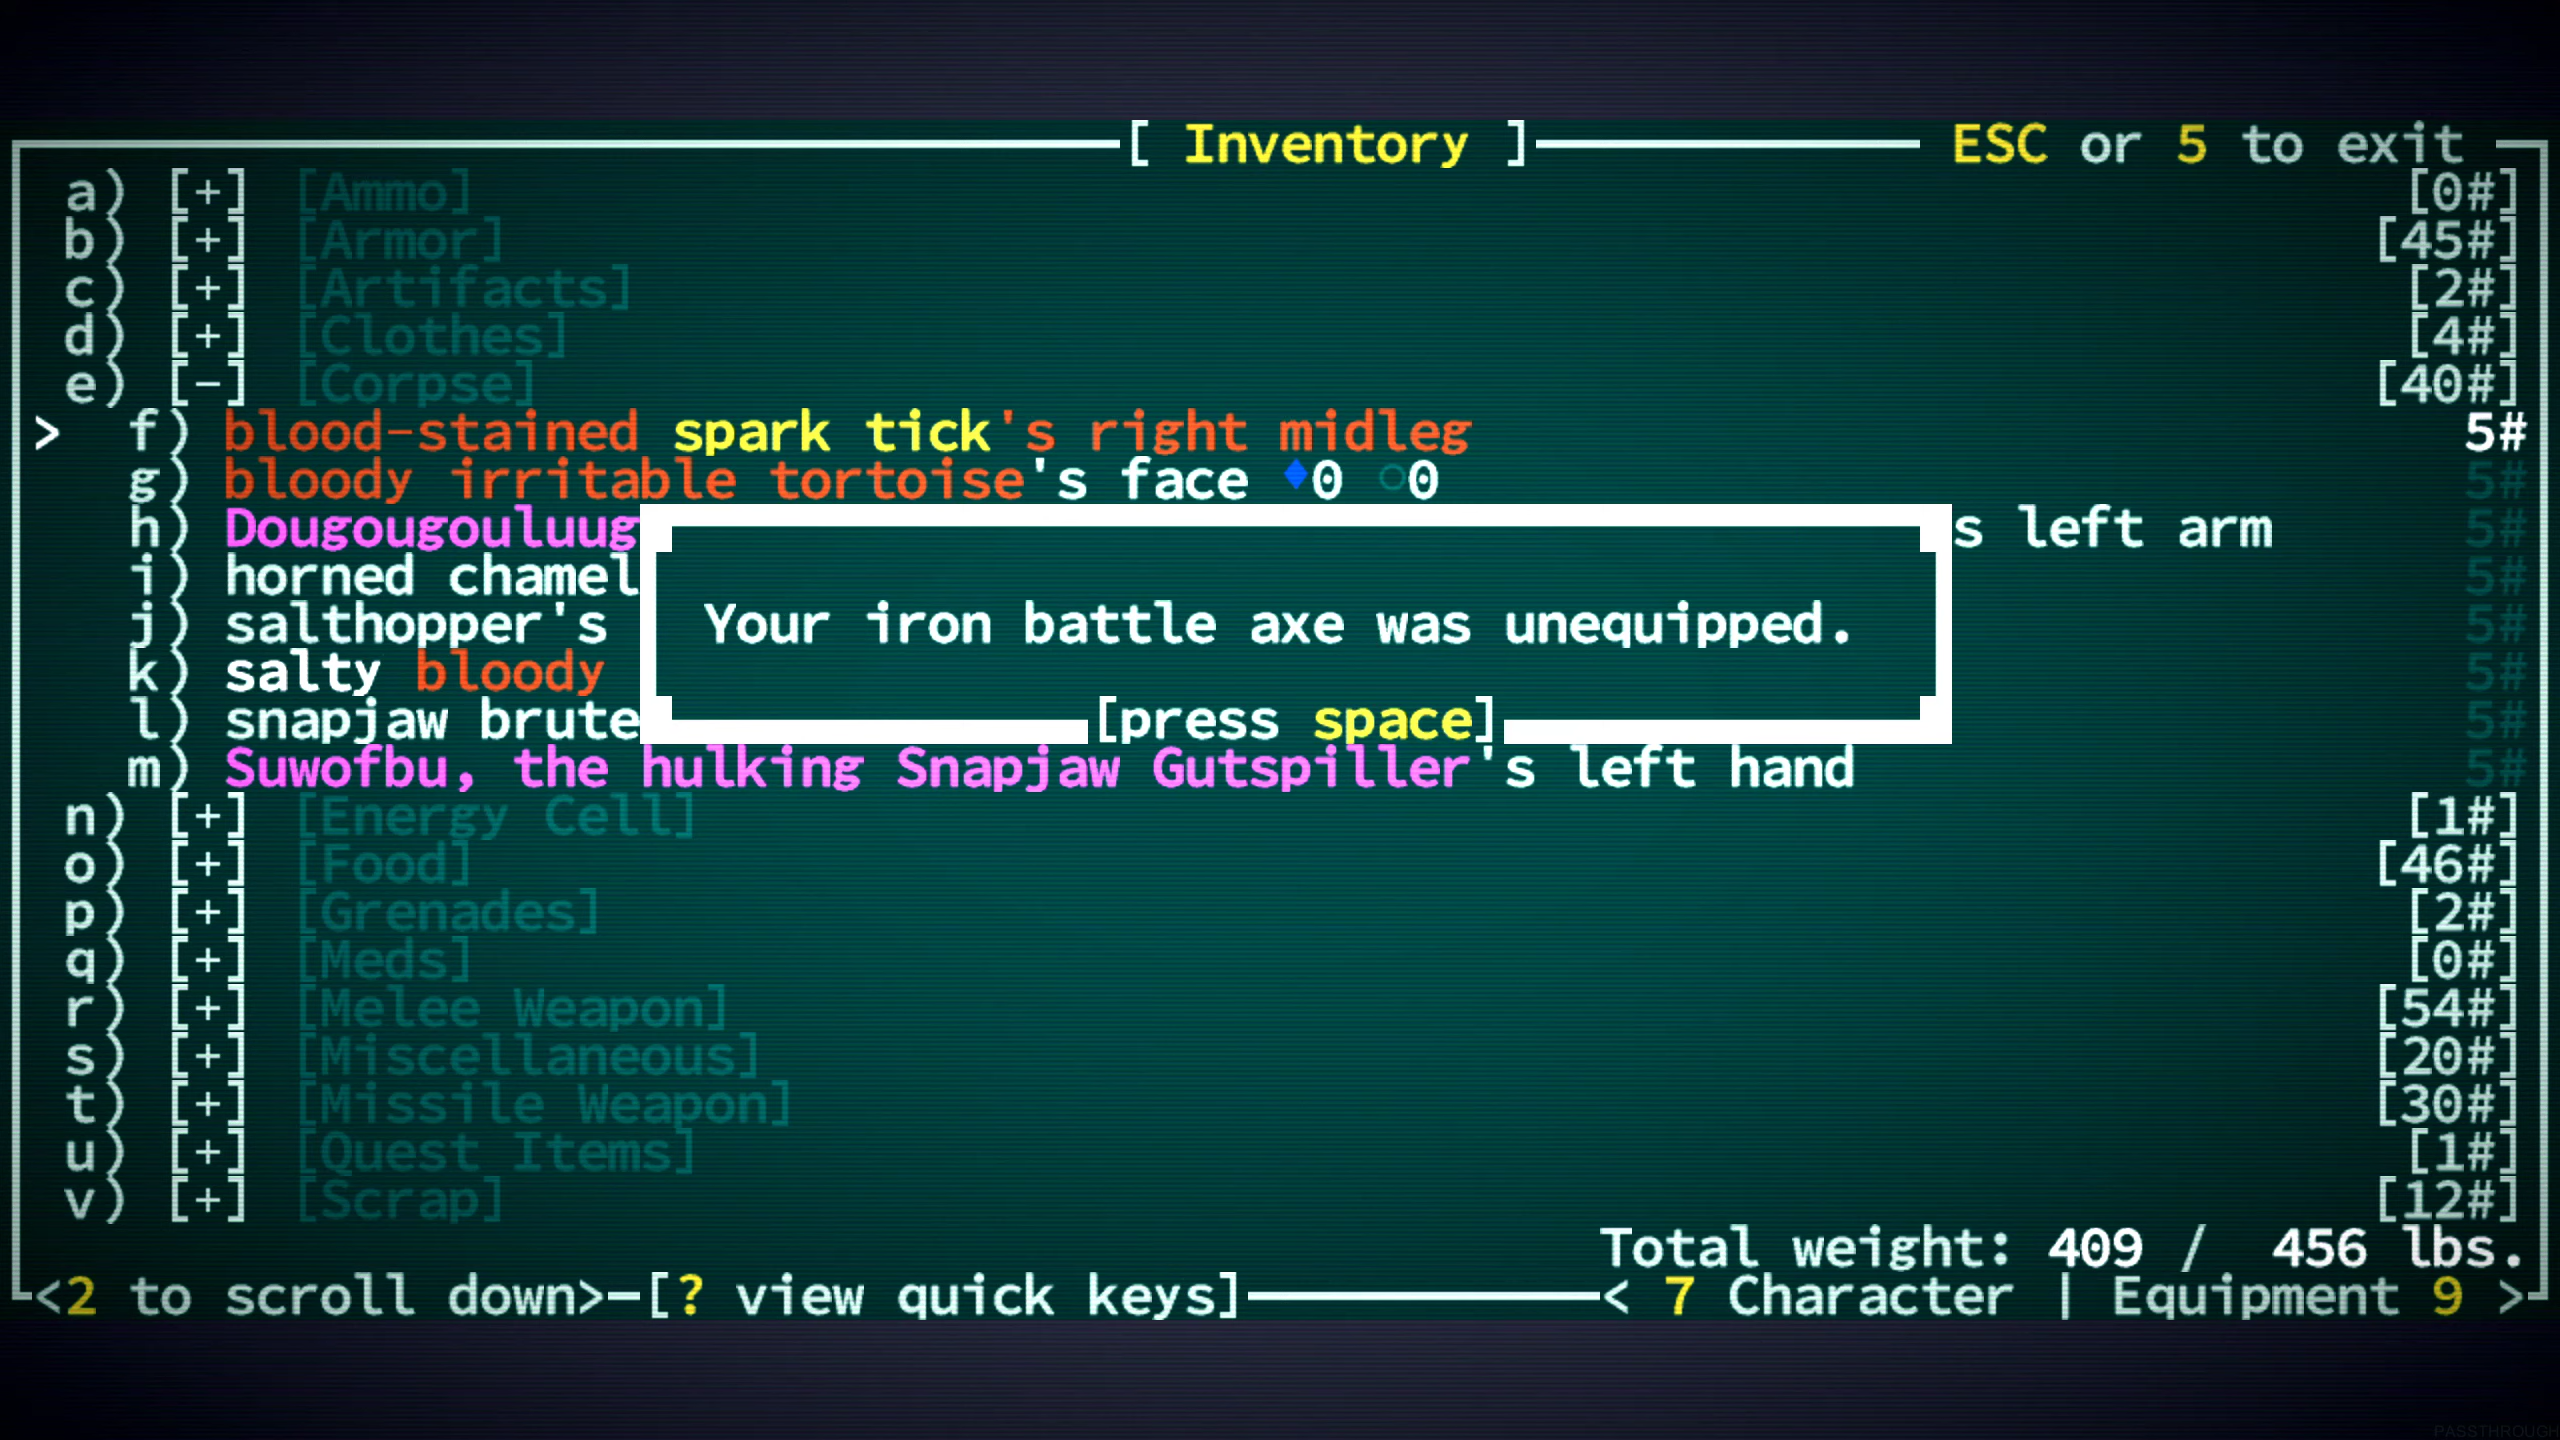 [ Inventory ] ESC or 5 to exit
a) [+] [Ammo] [0#]
b) [+] [Armor] [45#]
c) [+] [Artifacts] [2#]
d) [+] [Clothes] [4#]
e) [-] [Corpse] [40#]
> f) blood-stained spark tick's right midleg 5#
g) bloody irritable tortoise's face ♦0 ○0 5#
h) Dougougouluug s left arm 5#
i) horned chamel 5#
Your iron battle axe was unequipped.
j) salthopper's 5#
k) salty bloody 5#
l) snapjaw brute 5#
[press space]
m) Suwofbu, the hulking Snapjaw Gutspiller's left hand 5#
n) [+] [Energy Cell] [1#]
o) [+] [Food] [46#]
p) [+] [Grenades] [2#]
q) [+] [Meds] [0#]
r) [+] [Melee Weapon] [54#]
s) [+] [Miscellaneous] [20#]
t) [+] [Missile Weapon] [30#]
u) [+] [Quest Items] [1#]
v) [+] [Scrap] [12#]
Total weight: 409 / 456 lbs.
<2 to scroll down> [? view quick keys] < 7 Character | Equipment 9 >
PASSTHROUGH